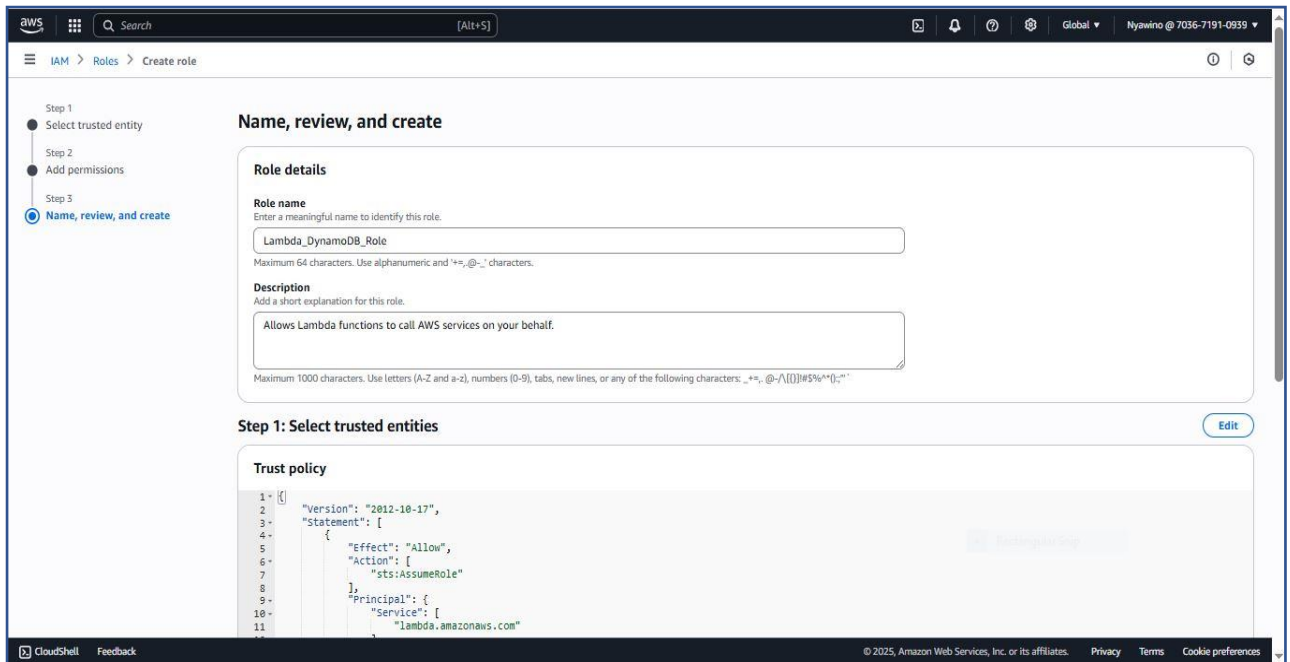 aws
Search [Alt+S] Global ▼ Nyawino @ 7036-7191-0939 ▼
IAM > Roles > Create role
Step 1
Select trusted entity
Step 2
Add permissions
Step 3
Name, review, and create
Name, review, and create
Role details
Role name
Enter a meaningful name to identify this role.
Lambda_DynamoDB_Role
Maximum 64 characters. Use alphanumeric and '+=,.@-_' characters.
Description
Add a short explanation for this role.
Allows Lambda functions to call AWS services on your behalf.
Maximum 1000 characters. Use letters (A-Z and a-z), numbers (0-9), tabs, new lines, or any of the following characters: _+=,. @-/\[{}]!#$%^*();:"'`
Step 1: Select trusted entities
Edit
Trust policy
1 {
2 "Version": "2012-10-17",
3 "Statement": [
4 {
5 "Effect": "Allow",
6 "Action": [
7 "sts:AssumeRole"
8 ],
9 "Principal": {
10 "Service": [
11 "lambda.amazonaws.com"
CloudShell Feedback © 2025, Amazon Web Services, Inc. or its affiliates. Privacy Terms Cookie preferences